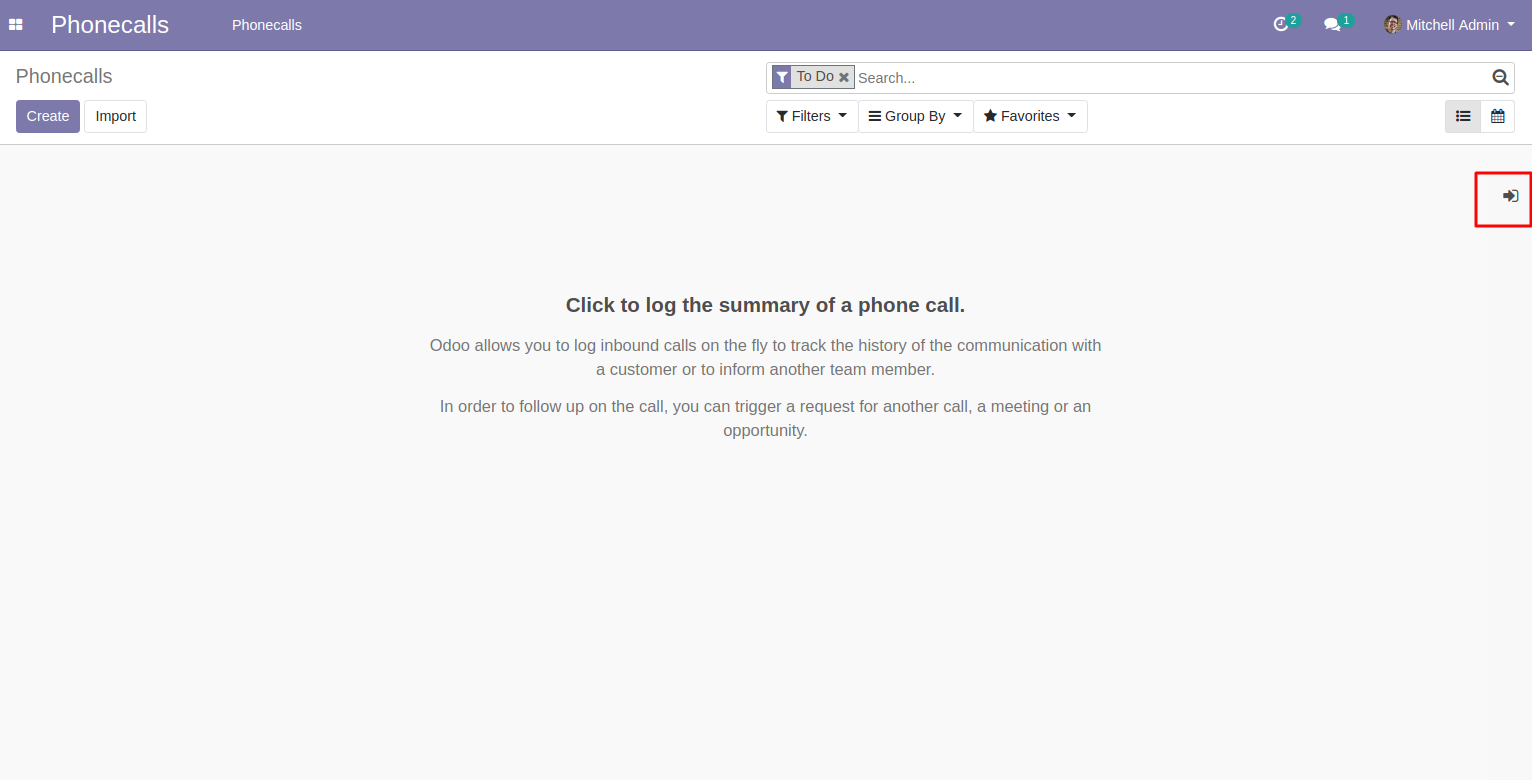 Phonecalls Phonecalls 2 1 Mitchell Admin
Phonecalls
To Do Search...
Create Import
Filters Group By Favorites
Click to log the summary of a phone call.
Odoo allows you to log inbound calls on the fly to track the history of the communication with
a customer or to inform another team member.
In order to follow up on the call, you can trigger a request for another call, a meeting or an
opportunity.